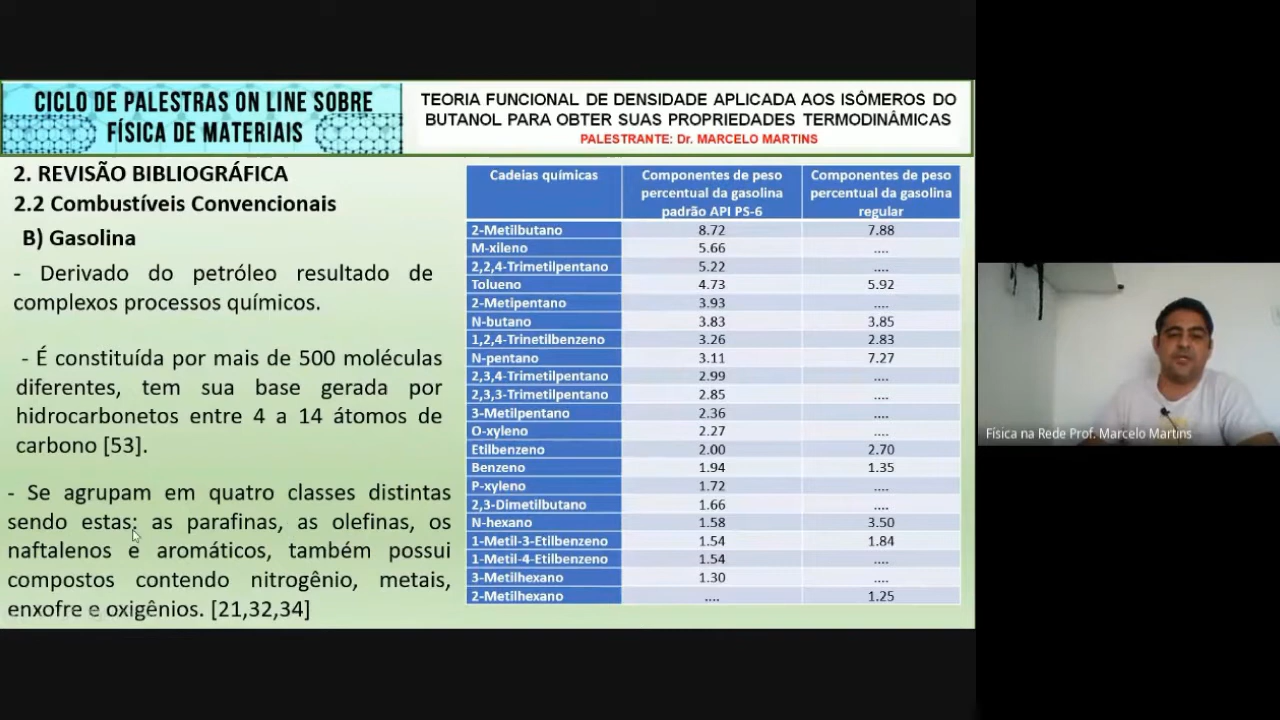 CICLO DE PALESTRAS ON LINE SOBRE
FÍSICA DE MATERIAIS
TEORIA FUNCIONAL DE DENSIDADE APLICADA AOS ISÔMEROS DO
BUTANOL PARA OBTER SUAS PROPRIEDADES TERMODINÂMICAS
PALESTRANTE: Dr. MARCELO MARTINS
2. REVISÃO BIBLIOGRÁFICA
2.2 Combustíveis Convencionais
B) Gasolina
- Derivado do petróleo resultado de
complexos processos químicos.
- É constituída por mais de 500 moléculas
diferentes, tem sua base gerada por
hidrocarbonetos entre 4 a 14 átomos de
carbono [53].
- Se agrupam em quatro classes distintas
sendo estas: as parafinas, as olefinas, os
naftalenos e aromáticos, também possui
compostos contendo nitrogênio, metais,
enxofre e oxigênios. [21,32,34]
Cadeias químicas
Componentes de peso
percentual da gasolina
padrão API PS-6
Componentes de peso
percentual da gasolina
regular
2-Metilbutano 8.72 7.88
M-xileno 5.66 ....
2,2,4-Trimetilpentano 5.22 ....
Tolueno 4.73 5.92
2-Metipentano 3.93 ....
N-butano 3.83 3.85
1,2,4-Trinetilbenzeno 3.26 2.83
N-pentano 3.11 7.27
2,3,4-Trimetilpentano 2.99 ....
2,3,3-Trimetilpentano 2.85 ....
3-Metilpentano 2.36 ....
O-xyleno 2.27 ....
Etilbenzeno 2.00 2.70
Benzeno 1.94 1.35
P-xyleno 1.72 ....
2,3-Dimetilbutano 1.66 ....
N-hexano 1.58 3.50
1-Metil-3-Etilbenzeno 1.54 1.84
1-Metil-4-Etilbenzeno 1.54 ....
3-Metilhexano 1.30 ....
2-Metilhexano .... 1.25
Física na Rede Prof. Marcelo Martins